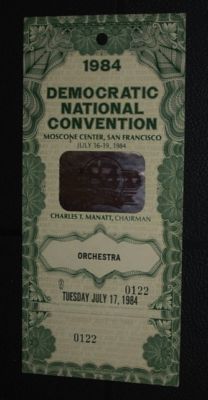 1984
DEMOCRATIC
NATIONAL
CONVENTION
MOSCONE CENTER, SAN FRANCISCO
JULY 16-19, 1984
CHARLES T. MANATT, CHAIRMAN
ORCHESTRA
0122
TUESDAY JULY 17, 1984
0122